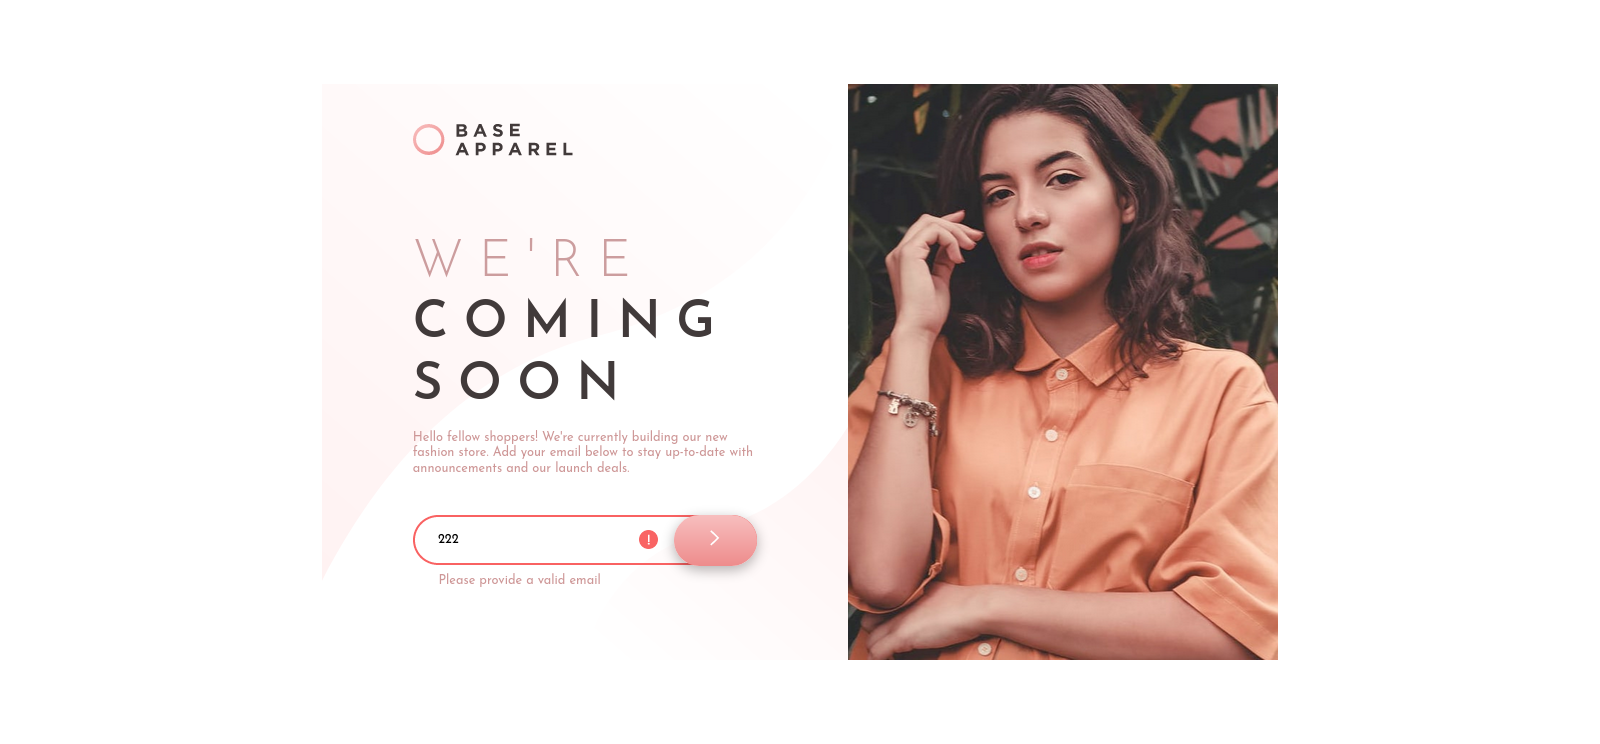 BASE
APPAREL
WE'RE
COMING
SOON
Hello fellow shoppers! We're currently building our new
fashion store. Add your email below to stay up-to-date with
announcements and our launch deals.
222
!
Please provide a valid email